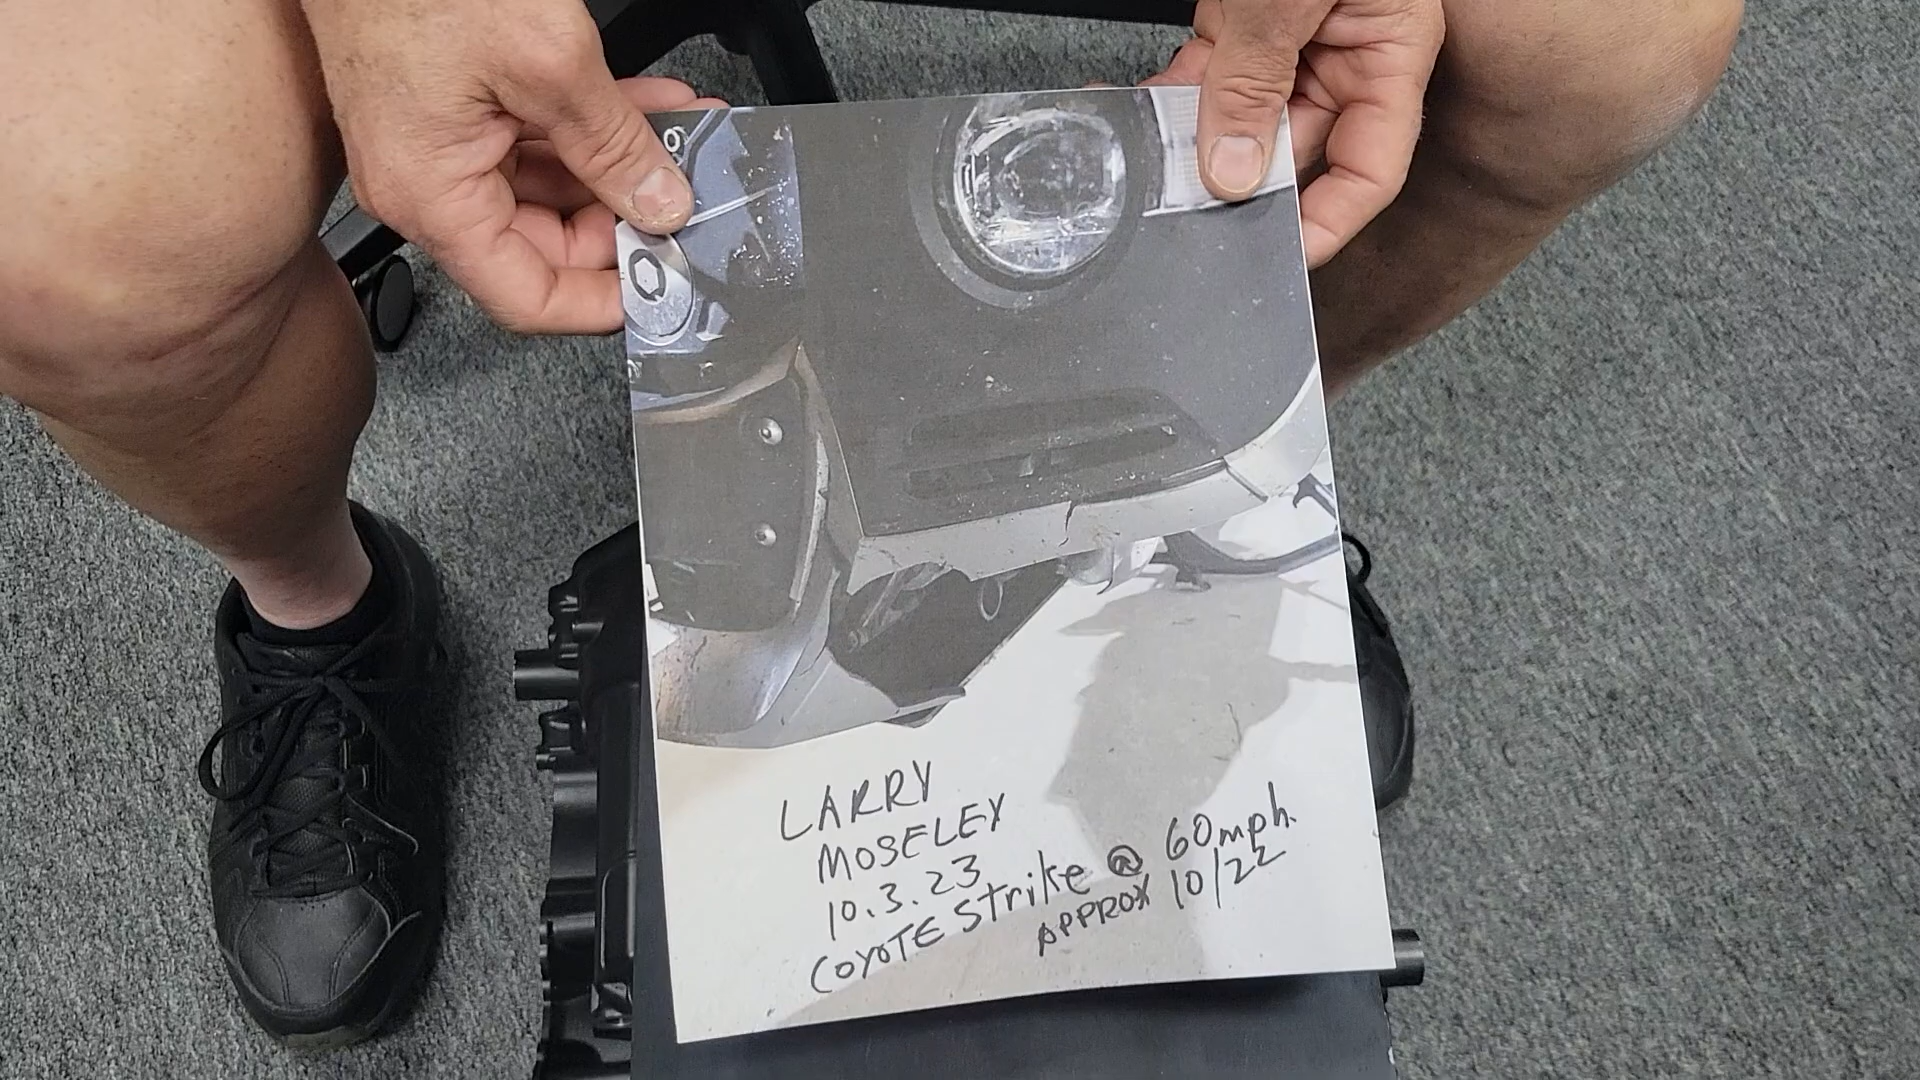 LARRY
MOSELEY
10.3.23
COYOTE Strike @ 60mph.
APPROX 10/22